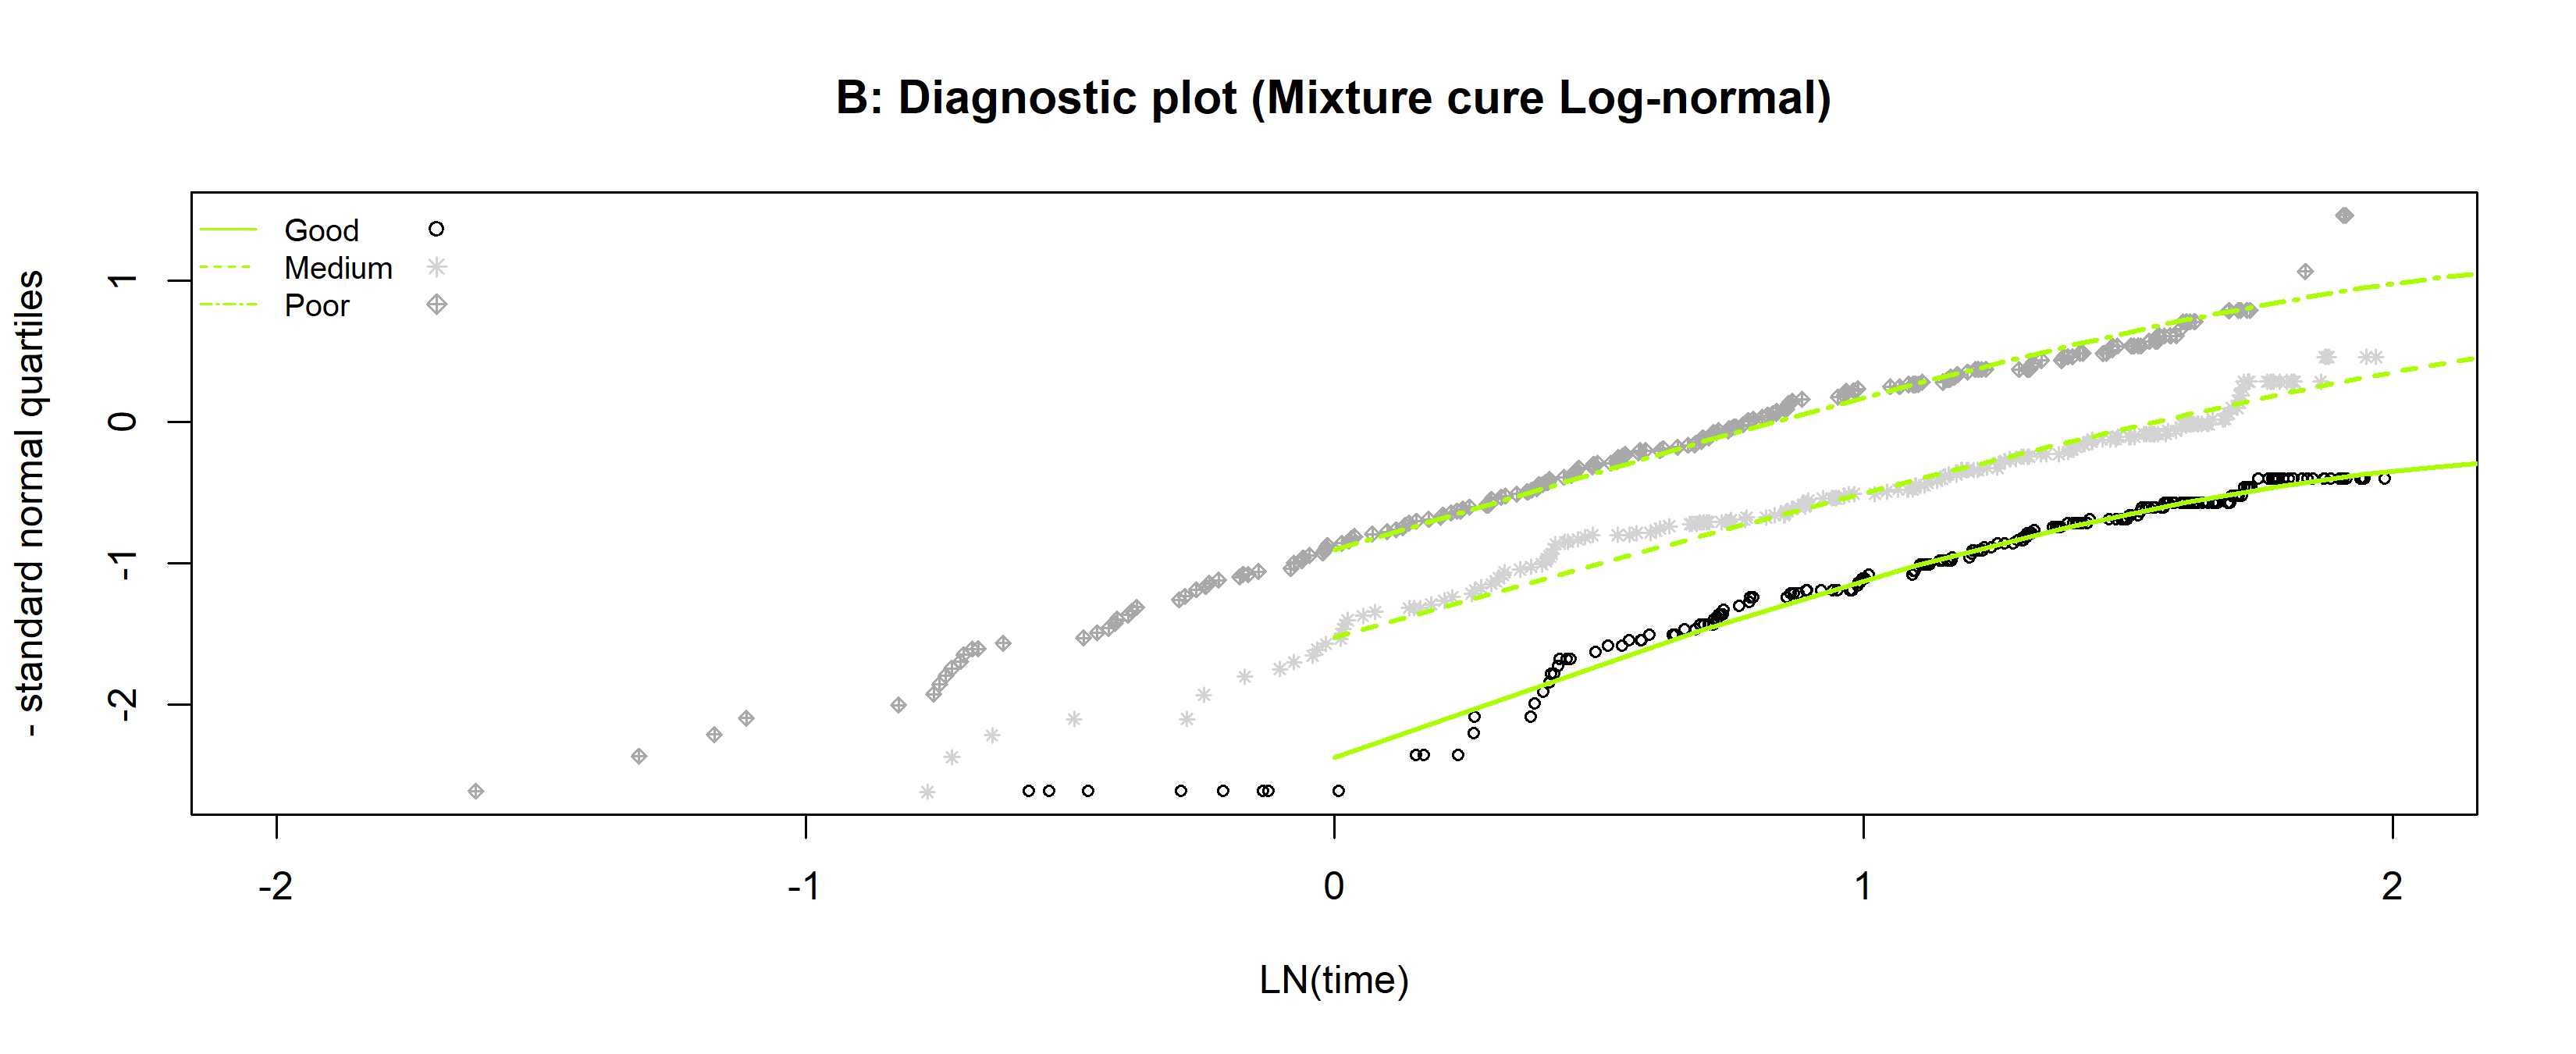 B: Diagnostic plot (Mixture cure Log-normal)
- standard normal quartiles
1
0
-1
-2
Good
Medium
Poor
-2
-1
0
1
2
LN(time)